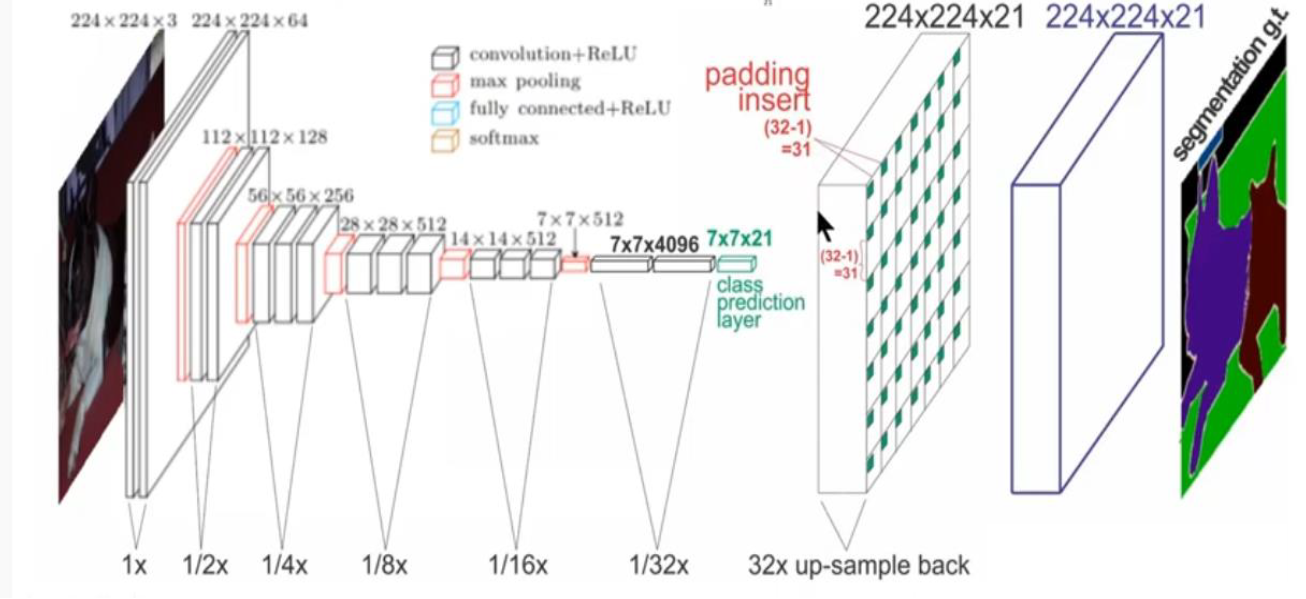 224 × 224 × 3
224 × 224 × 64
convolution+ReLU
max pooling
fully connected+ReLU
softmax
112 × 112 × 128
56 × 56 × 256
28 × 28 × 512
14 × 14 × 512
7 × 7 × 512
7x7x4096
7x7x21
class
prediction
layer
padding
insert
(32-1)
=31
(32-1)
=31
224x224x21
224x224x21
segmentation g.t.
1x
1/2x
1/4x
1/8x
1/16x
1/32x
32x up-sample back